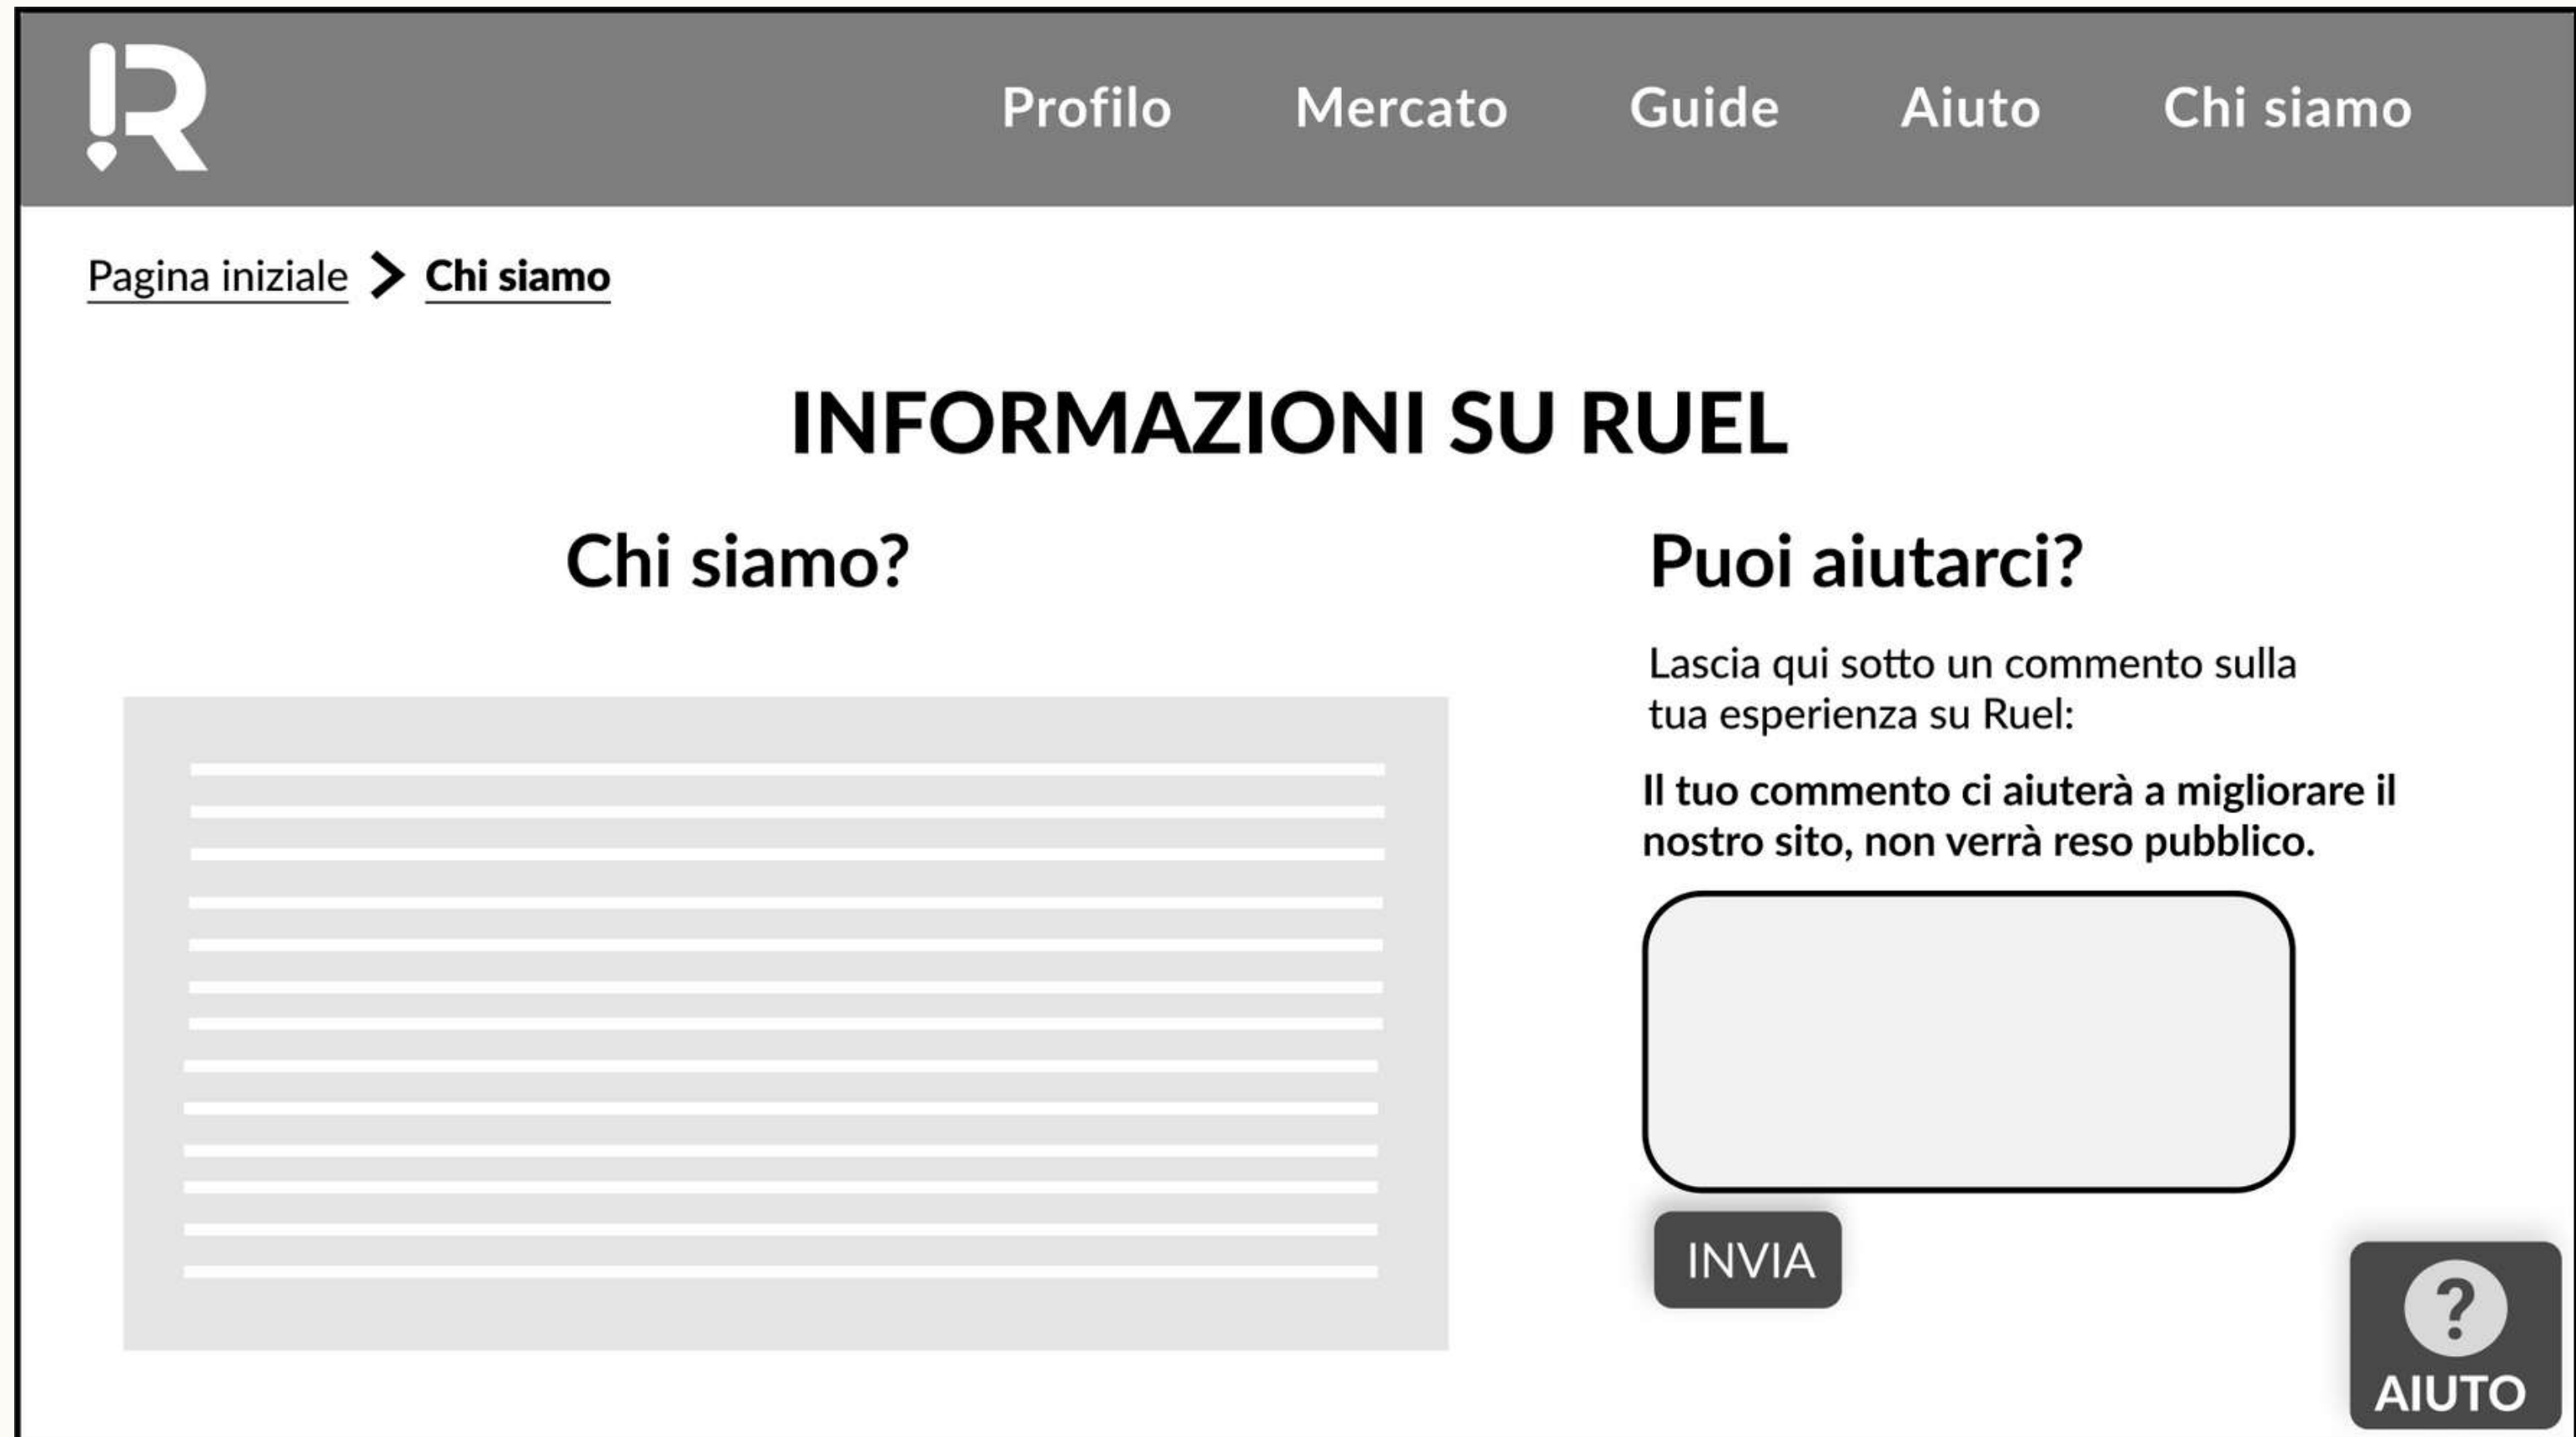 R
Profilo Mercato Guide Aiuto Chi siamo
Pagina iniziale > Chi siamo
INFORMAZIONI SU RUEL
Chi siamo?
Puoi aiutarci?
Lascia qui sotto un commento sulla
tua esperienza su Ruel:
Il tuo commento ci aiuterà a migliorare il
nostro sito, non verrà reso pubblico.
INVIA
?
AIUTO